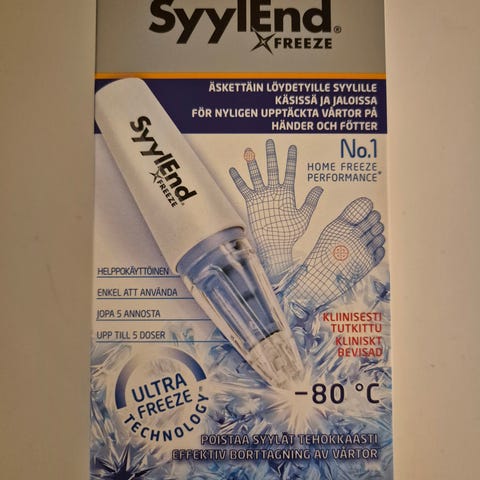 SyylEnd®
FREEZE
ÄSKETTÄIN LÖYDETYILLE SYYLILLE
KÄSISSÄ JA JALOISSA
FÖR NYLIGEN UPPTÄCKTA VÅRTOR PÅ
HÄNDER OCH FÖTTER
SyylEnd
FREEZE
No.1
HOME FREEZE
PERFORMANCE*
HELPPOKÄYTTÖINEN
ENKEL ATT ANVÄNDA
JOPA 5 ANNOSTA
UPP TILL 5 DOSER
KLIINISESTI
TUTKITTU
KLINISKT
BEVISAD
-80 °C
ULTRA
FREEZE
TECHNOLOGY
POISTAA SYYLÄT TEHOKKAASTI
EFFEKTIV BORTTAGNING AV VÅRTOR